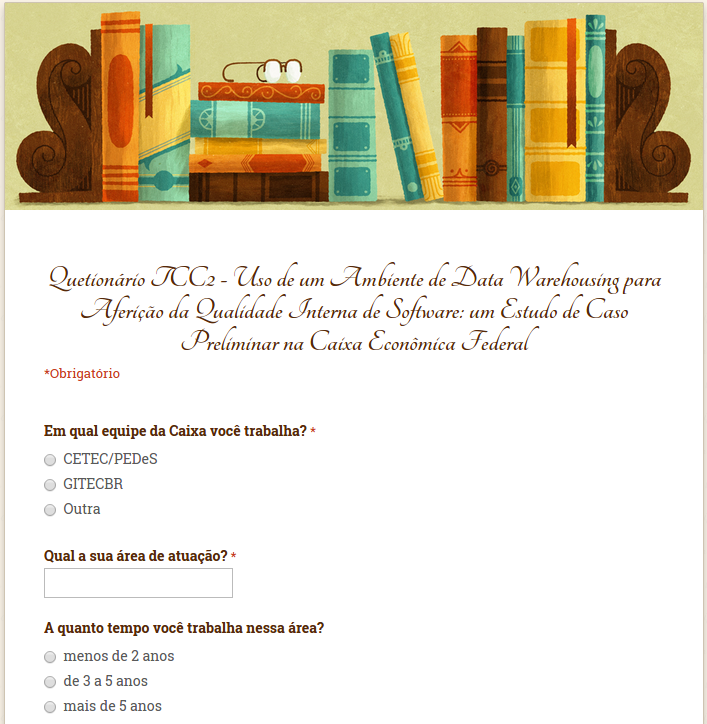 Quetionário TCC2 - Uso de um Ambiente de Data Warehousing para
Aferição da Qualidade Interna de Software: um Estudo de Caso
Preliminar na Caixa Econômica Federal
*Obrigatório
Em qual equipe da Caixa você trabalha? *
CETEC/PEDeS
GITECBR
Outra
Qual a sua área de atuação? *
A quanto tempo você trabalha nessa área?
menos de 2 anos
de 3 a 5 anos
mais de 5 anos